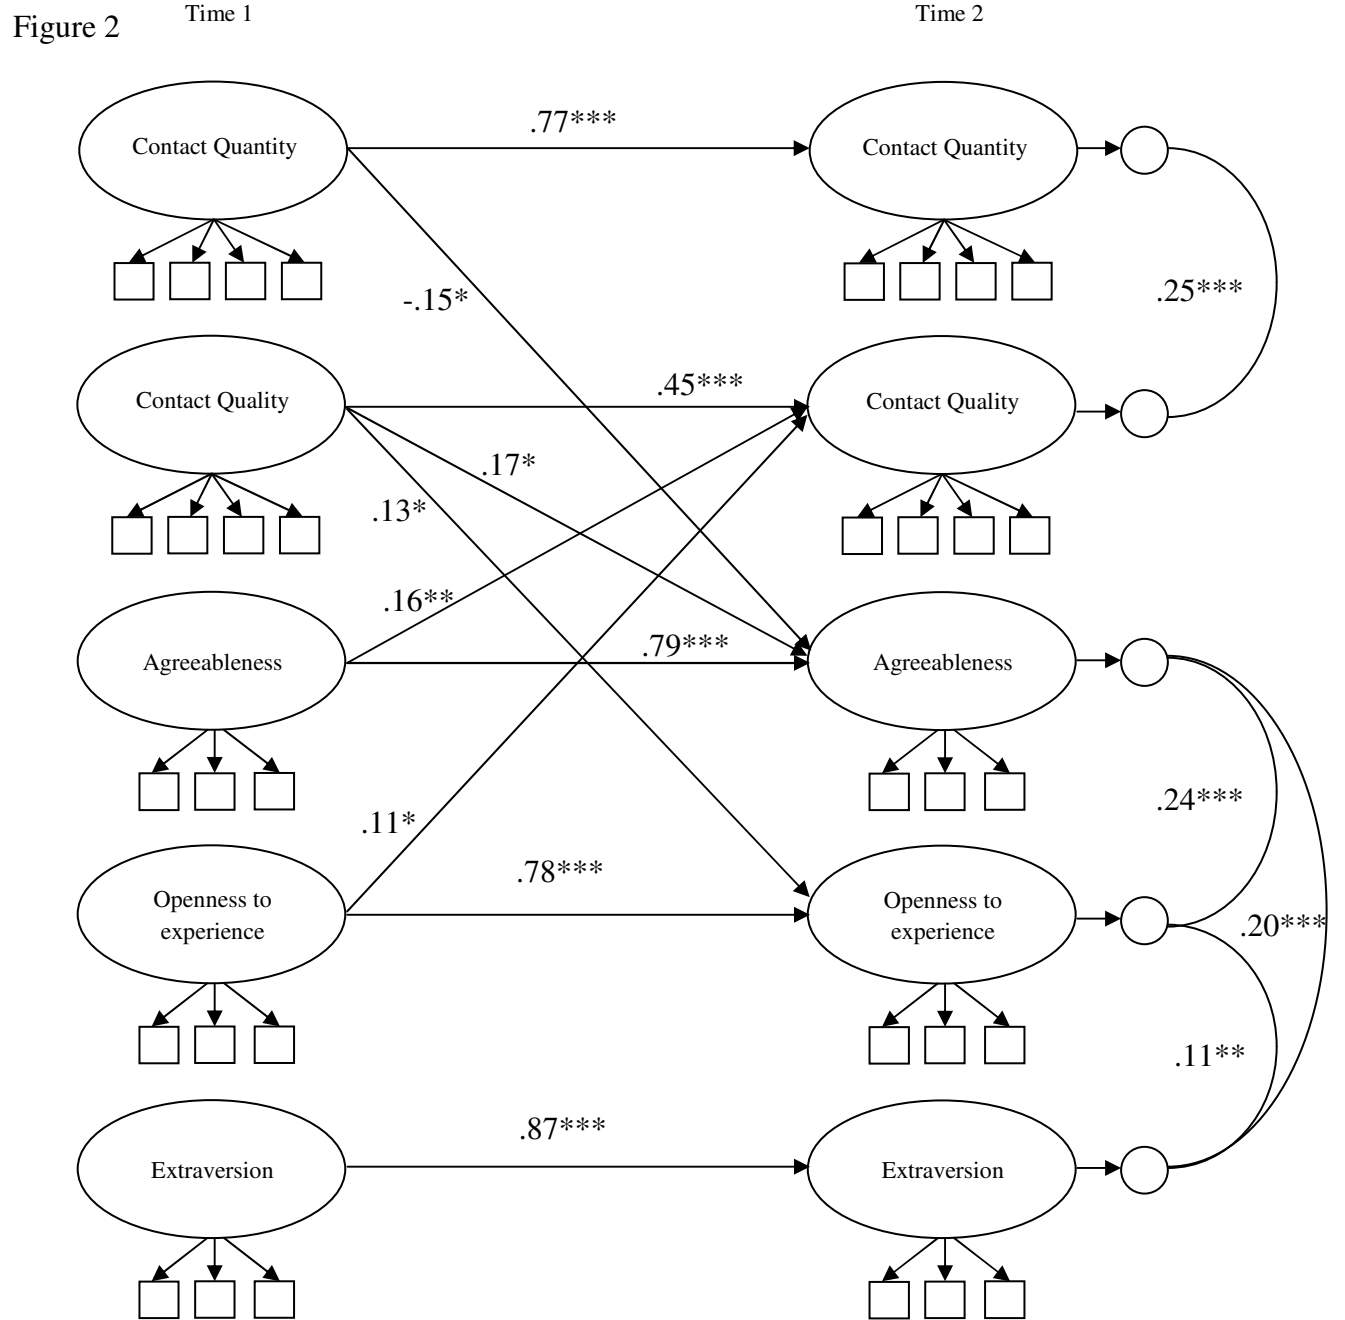 Figure 2
Time 1
Time 2
Contact Quantity
.77***
Contact Quantity
-.15*
.25***
Contact Quality
.45***
Contact Quality
.17*
.13*
.16**
Agreeableness
.79***
Agreeableness
.24***
.11*
.78***
Openness to
experience
Openness to
experience
.20***
.11**
.87***
Extraversion
Extraversion